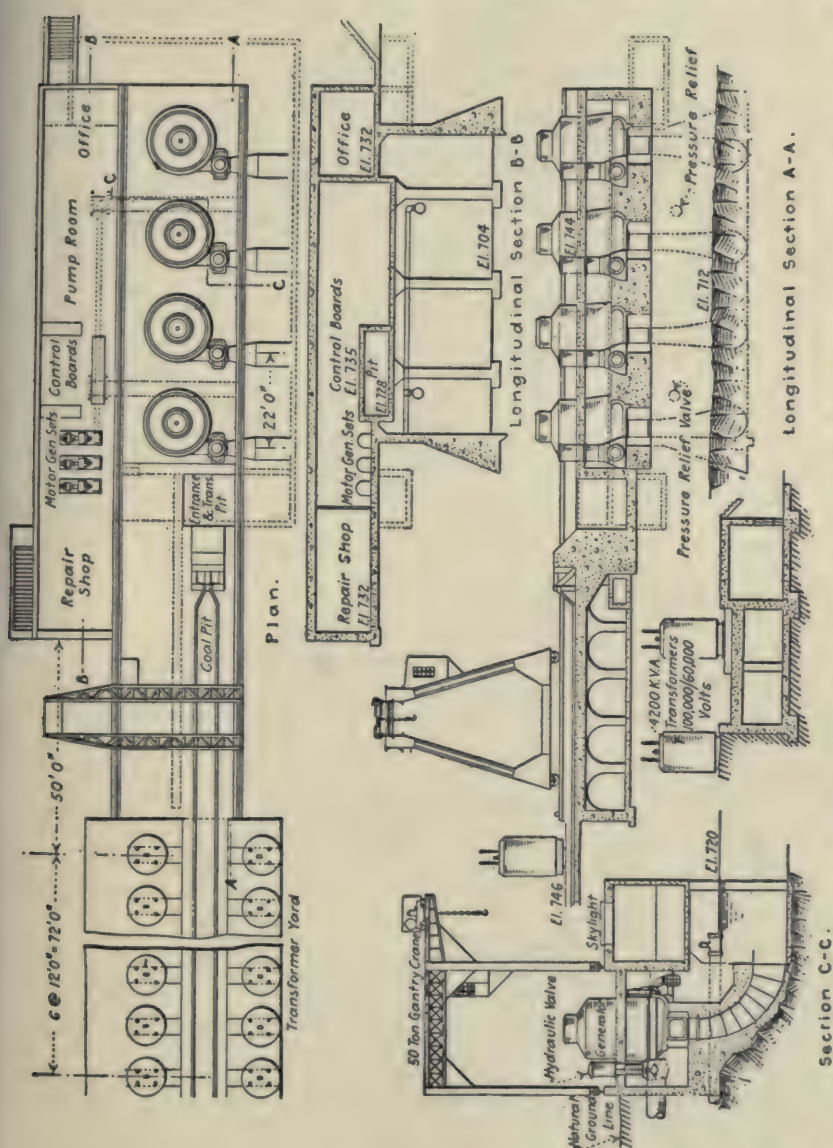 B
A
Office
Pump Room
C
C
Control
Boards
Motor Gen Sets
22' 0"
Entrance
& Trans.
Pit
Repair
Shop
Coal Pit
B
A
Plan.
50' 0"
6 @ 12'0" = 72'0"
Transformer Yard
Office
El. 732
Control Boards
El. 735
Pit
El. 728
Motor Gen Sets
Repair Shop
El. 732
El. 704
Longitudinal Section B-B
El. 744
Pressure Relief
El. 712
Pressure Relief Valve
Longitudinal Section A-A.
4200 K.V.A
Transformers
100,000/60,000
Volts
El. 746
50 Ton Gantry Crane
Skylight
El. 720
Hydraulic Valve
Generator
Natural
Ground
Line
Section C-C.